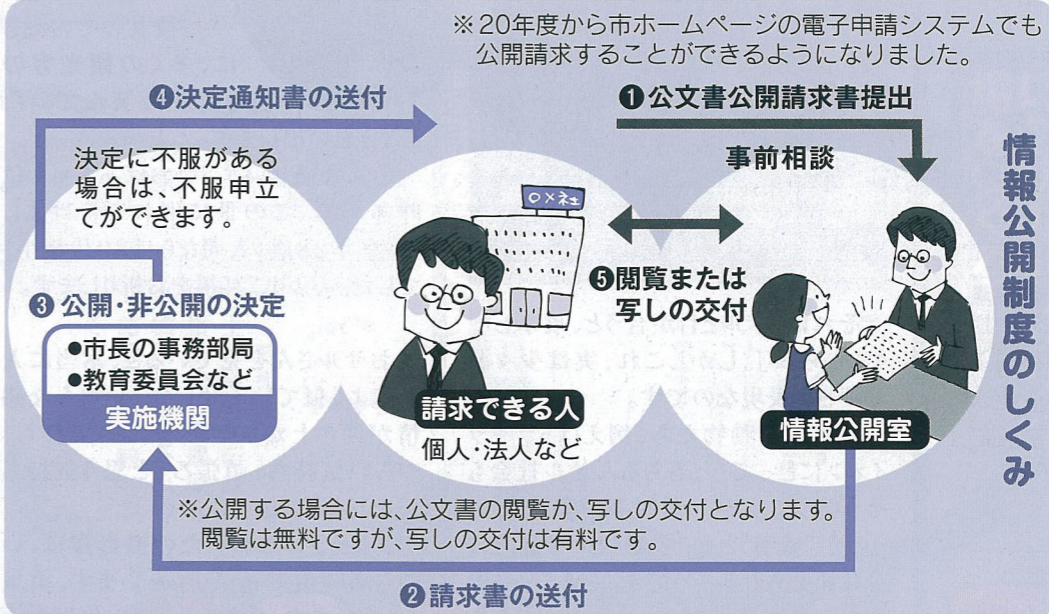 情報公開制度のしくみ
※20年度から市ホームページの電子申請システムでも
公開請求することができるようになりました。
❶公文書公開請求書提出
事前相談
❹決定通知書の送付
決定に不服がある
場合は、不服申立
てができます。
❸公開・非公開の決定
●市長の事務部局
●教育委員会など
実施機関
○×社
請求できる人
個人・法人など
❺閲覧または
写しの交付
情報公開室
※公開する場合には、公文書の閲覧か、写しの交付となります。
閲覧は無料ですが、写しの交付は有料です。
❷請求書の送付